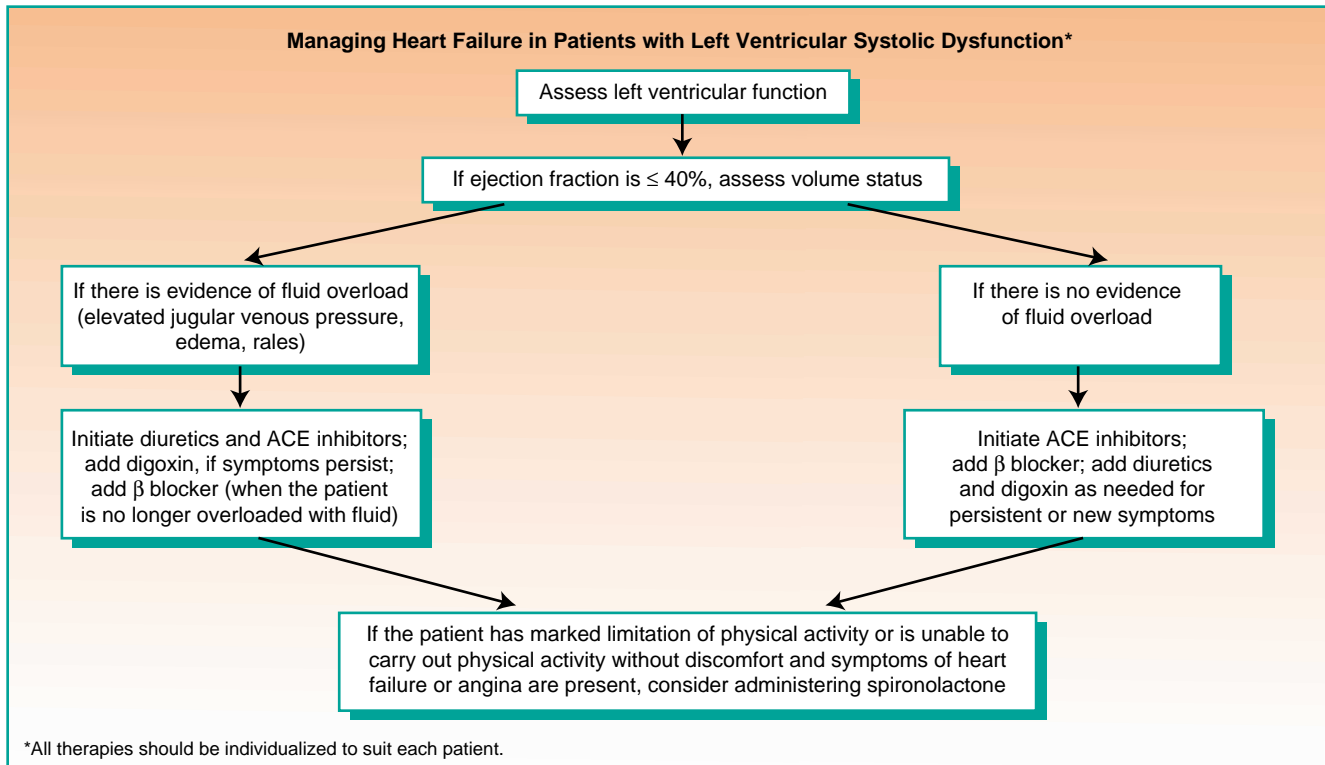 Managing Heart Failure in Patients with Left Ventricular Systolic Dysfunction*
Assess left ventricular function
If ejection fraction is ≤ 40%, assess volume status
If there is evidence of fluid overload
(elevated jugular venous pressure,
edema, rales)
If there is no evidence
of fluid overload
Initiate diuretics and ACE inhibitors;
add digoxin, if symptoms persist;
add β blocker (when the patient
is no longer overloaded with fluid)
Initiate ACE inhibitors;
add β blocker; add diuretics
and digoxin as needed for
persistent or new symptoms
If the patient has marked limitation of physical activity or is unable to
carry out physical activity without discomfort and symptoms of heart
failure or angina are present, consider administering spironolactone
*All therapies should be individualized to suit each patient.